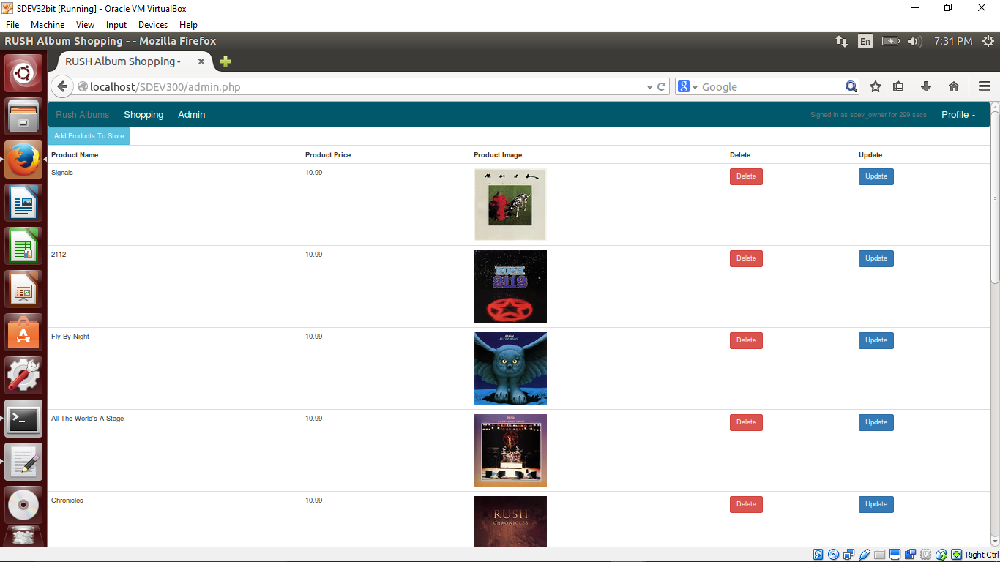 SDEV32bit [Running] - Oracle VM VirtualBox
File Machine View Input Devices Help
RUSH Album Shopping - - Mozilla Firefox
En 7:31 PM
RUSH Album Shopping -
localhost/SDEV300/admin.php
Google
Rush Albums Shopping Admin Signed in as sdev_owner for 299 secs Profile
Add Products To Store
Product Name Product Price Product Image Delete Update
Signals 10.99 Delete Update
2112 10.99 Delete Update
RUSH
2112
Fly By Night 10.99 Delete Update
RUSH
FLY BY NIGHT
All The World's A Stage 10.99 Delete Update
RUSH
ALL THE WORLD'S A STAGE
Chronicles 10.99 Delete Update
RUSH
CHRONICLES
Right Ctrl